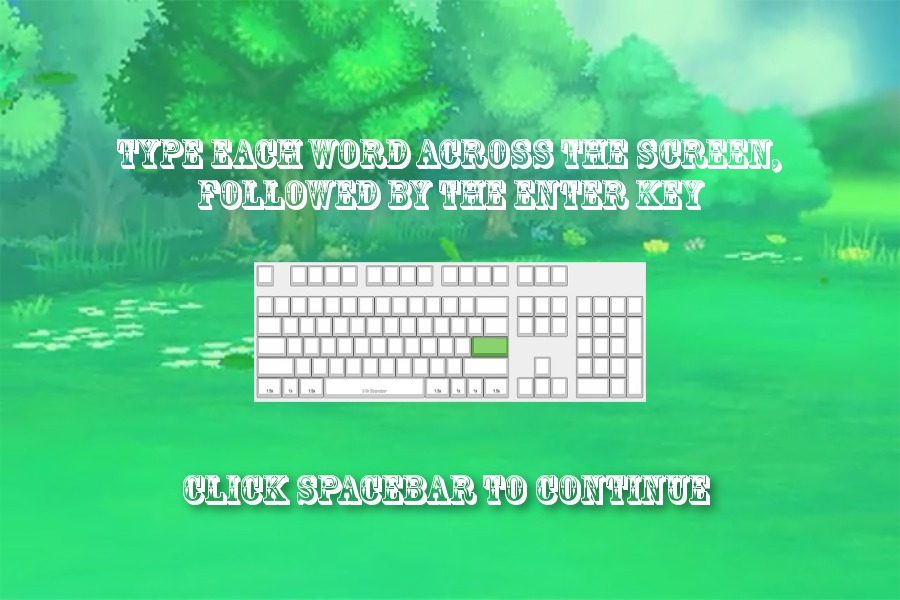 TYPE EACH WORD ACROSS THE SCREEN,
FOLLOWED BY THE ENTER KEY
CLICK SPACEBAR TO CONTINUE